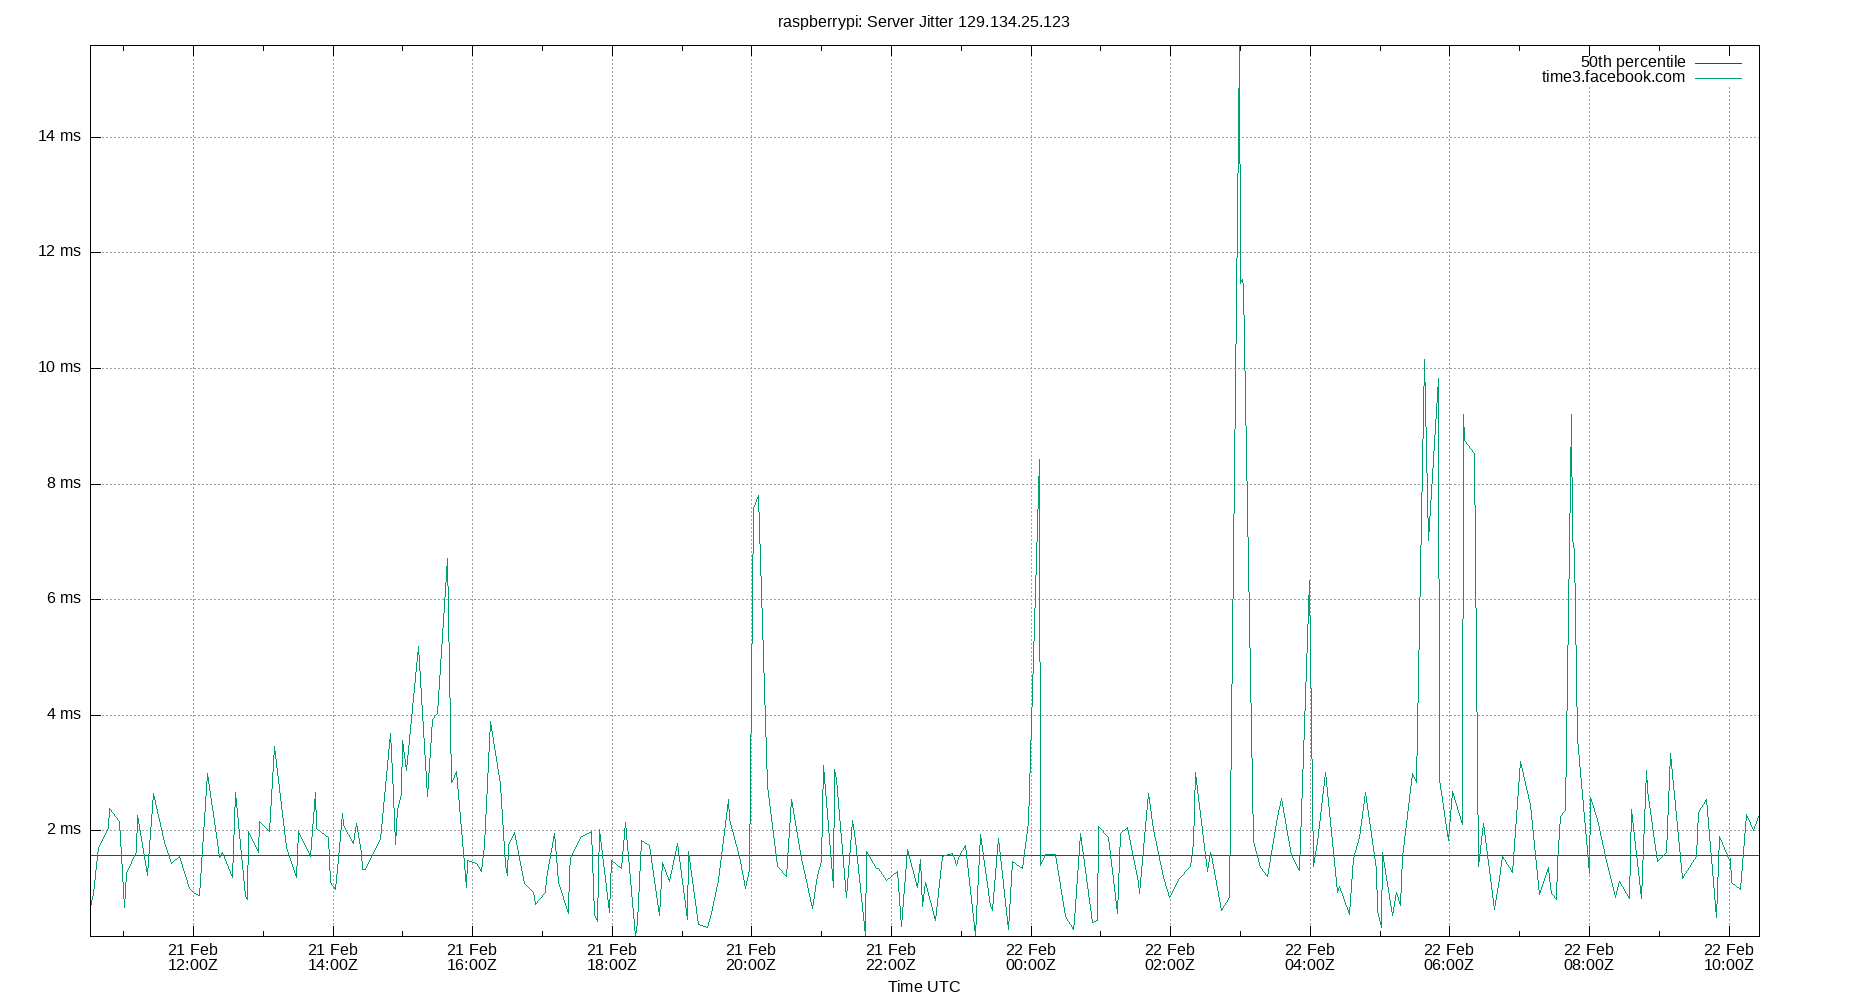 raspberrypi: Server Jitter 129.134.25.123
50th percentile
time3.facebook.com
14 ms
12 ms
10 ms
8 ms
6 ms
4 ms
2 ms
21 Feb 21 Feb 21 Feb 21 Feb 21 Feb 21 Feb 22 Feb 22 Feb 22 Feb 22 Feb 22 Feb 22 Feb
12:00Z 14:00Z 16:00Z 18:00Z 20:00Z 22:00Z 00:00Z 02:00Z 04:00Z 06:00Z 08:00Z 10:00Z
Time UTC